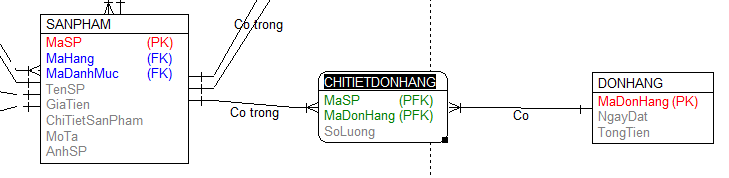 SANPHAM
MaSP (PK)
MaHang (FK)
MaDanhMuc (FK)
TenSP
GiaTien
ChiTietSanPham
MoTa
AnhSP
Co trong
Co trong
CHITIETDONHANG
MaSP (PFK)
MaDonHang (PFK)
SoLuong
Co
DONHANG
MaDonHang (PK)
NgayDat
TongTien